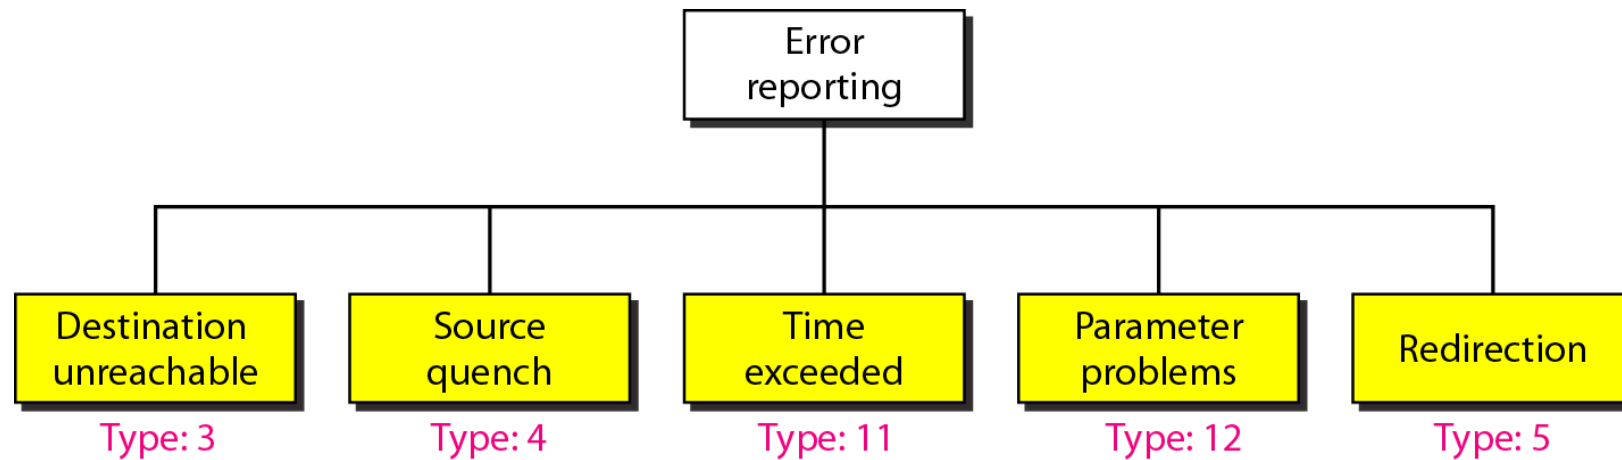 Error
reporting
Destination
unreachable
Source
quench
Time
exceeded
Parameter
problems
Redirection
Type: 3
Type: 4
Type: 11
Type: 12
Type: 5